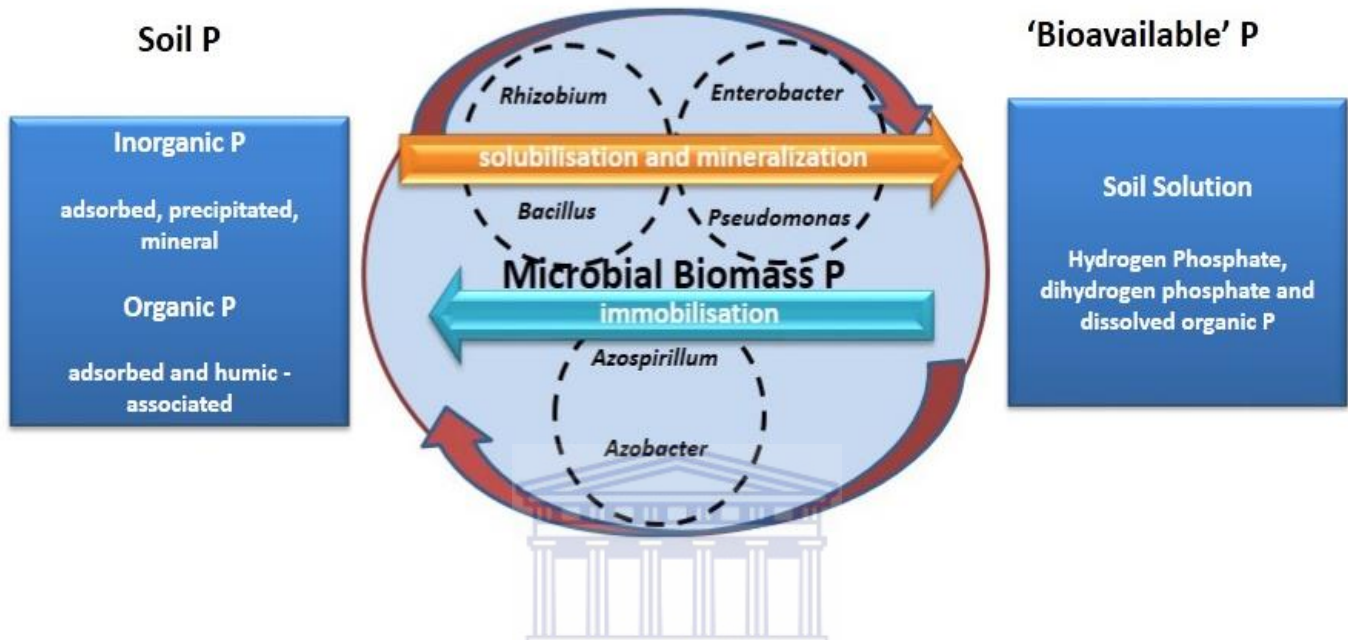 Soil P
Inorganic P
adsorbed, precipitated,
mineral
Organic P
adsorbed and humic -
associated
Rhizobium
Enterobacter
solubilisation and mineralization
Bacillus
Pseudomonas
Microbial Biomass P
immobilisation
Azospirillum
Azobacter
'Bioavailable' P
Soil Solution
Hydrogen Phosphate,
dihydrogen phosphate and
dissolved organic P